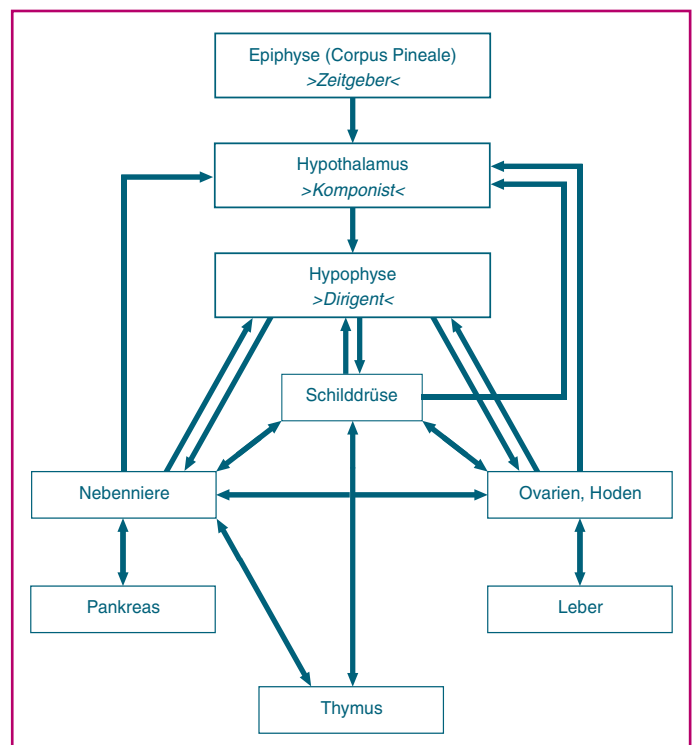 Epiphyse (Corpus Pineale)
>Zeitgeber<
Hypothalamus
>Komponist<
Hypophyse
>Dirigent<
Schilddrüse
Nebenniere
Ovarien, Hoden
Pankreas
Leber
Thymus